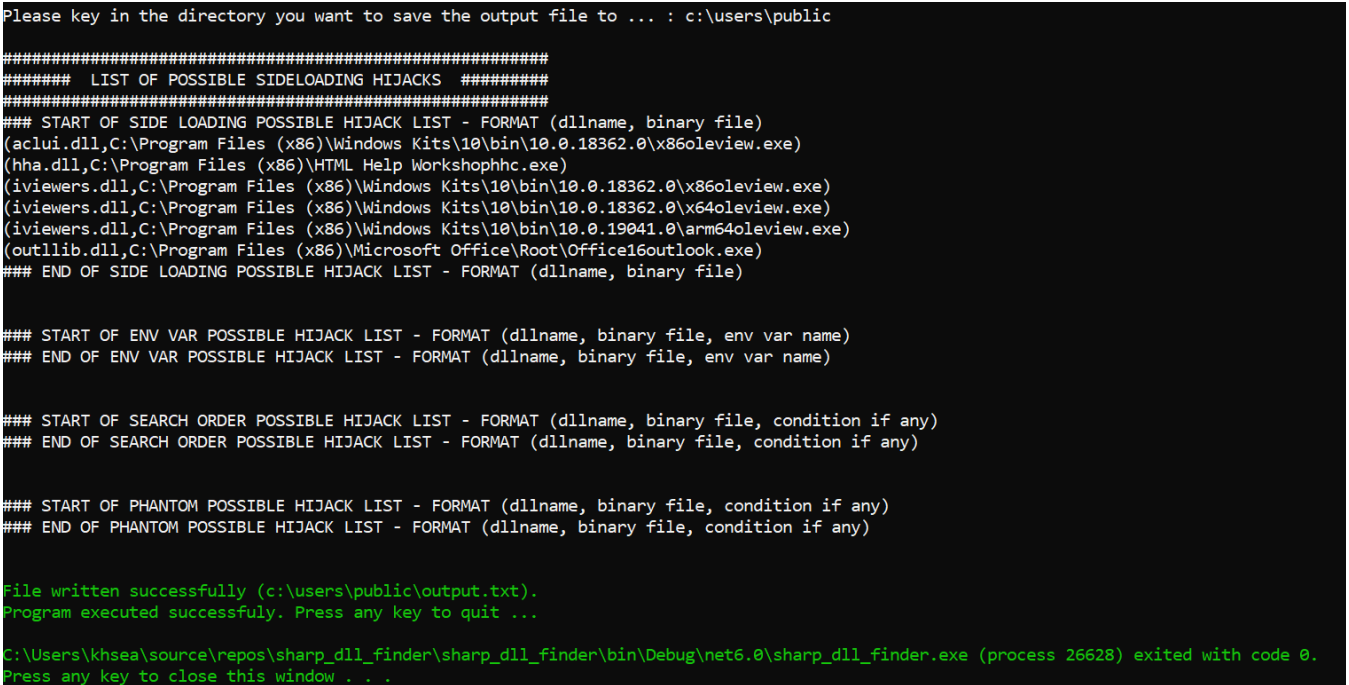 Please key in the directory you want to save the output file to ... : c:\users\public
########################################################
####### LIST OF POSSIBLE SIDELOADING HIJACKS #########
########################################################
### START OF SIDE LOADING POSSIBLE HIJACK LIST - FORMAT (dllname, binary file)
(aclui.dll,C:\Program Files (x86)\Windows Kits\10\bin\10.0.18362.0\x86oleview.exe)
(hha.dll,C:\Program Files (x86)\HTML Help Workshophhc.exe)
(iviewers.dll,C:\Program Files (x86)\Windows Kits\10\bin\10.0.18362.0\x86oleview.exe)
(iviewers.dll,C:\Program Files (x86)\Windows Kits\10\bin\10.0.18362.0\x64oleview.exe)
(iviewers.dll,C:\Program Files (x86)\Windows Kits\10\bin\10.0.19041.0\arm64oleview.exe)
(outllib.dll,C:\Program Files (x86)\Microsoft Office\Root\Office16outlook.exe)
### END OF SIDE LOADING POSSIBLE HIJACK LIST - FORMAT (dllname, binary file)
### START OF ENV VAR POSSIBLE HIJACK LIST - FORMAT (dllname, binary file, env var name)
### END OF ENV VAR POSSIBLE HIJACK LIST - FORMAT (dllname, binary file, env var name)
### START OF SEARCH ORDER POSSIBLE HIJACK LIST - FORMAT (dllname, binary file, condition if any)
### END OF SEARCH ORDER POSSIBLE HIJACK LIST - FORMAT (dllname, binary file, condition if any)
### START OF PHANTOM POSSIBLE HIJACK LIST - FORMAT (dllname, binary file, condition if any)
### END OF PHANTOM POSSIBLE HIJACK LIST - FORMAT (dllname, binary file, condition if any)
File written successfully (c:\users\public\output.txt).
Program executed successfuly. Press any key to quit ...
C:\Users\khsea\source\repos\sharp_dll_finder\sharp_dll_finder\bin\Debug\net6.0\sharp_dll_finder.exe (process 26628) exited with code 0.
Press any key to close this window . . .